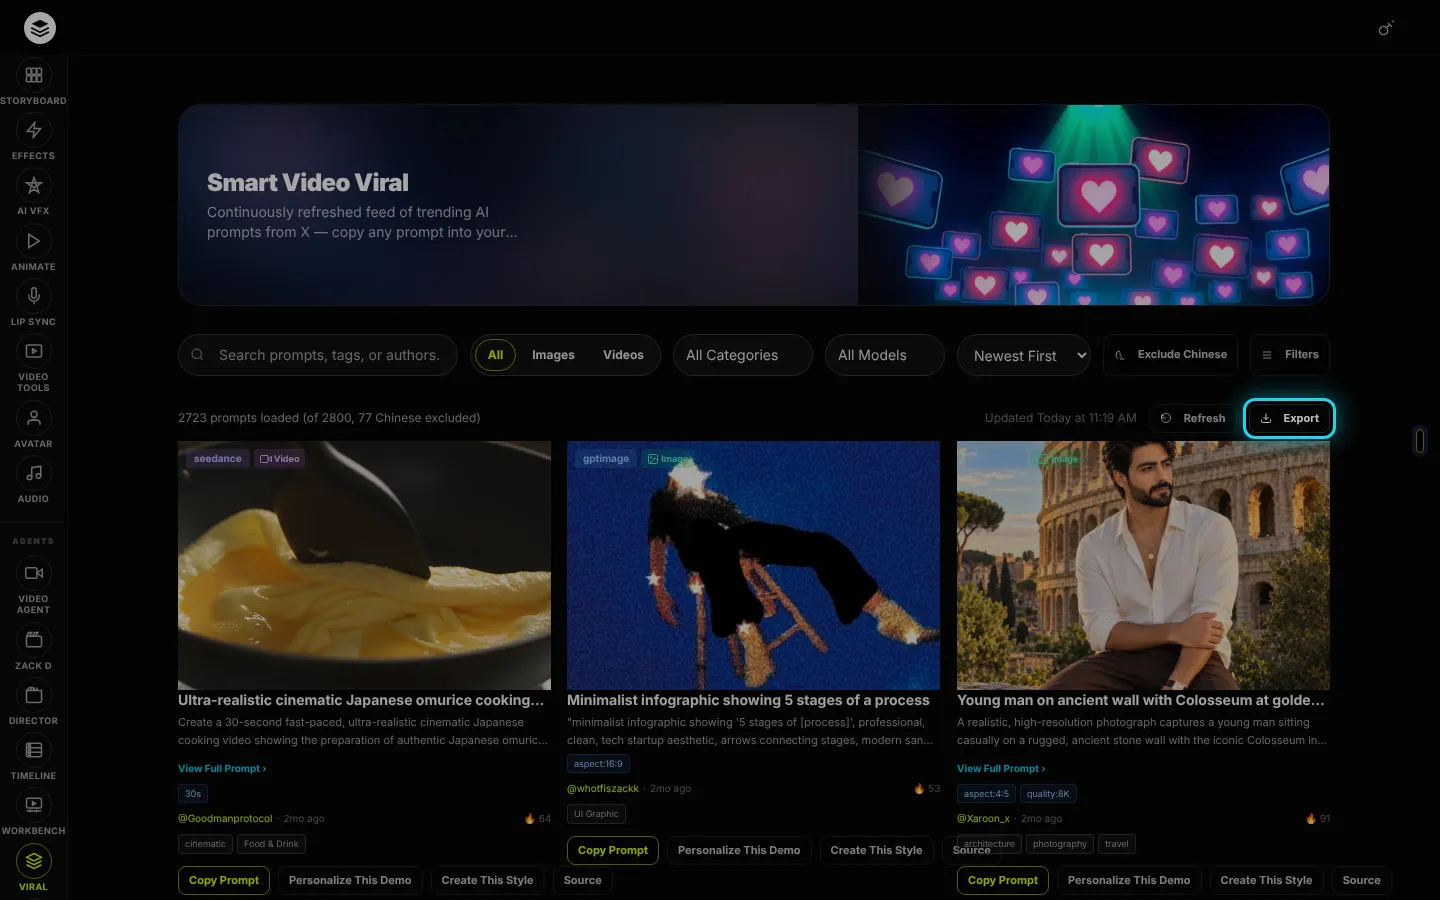 STORYBOARD
EFFECTS
AI VFX
ANIMATE
LIP SYNC
VIDEO
TOOLS
AVATAR
AUDIO
AGENTS
VIDEO
AGENT
ZACK D
DIRECTOR
TIMELINE
WORKBENCH
VIRAL
Smart Video Viral
Continuously refreshed feed of trending AI
prompts from X — copy any prompt into your...
Search prompts, tags, or authors.
All
Images
Videos
All Categories
All Models
Newest First
Exclude Chinese
Filters
2723 prompts loaded (of 2800, 77 Chinese excluded)
Updated Today at 11:19 AM
Refresh
Export
seedance
Video
Ultra-realistic cinematic Japanese omurice cooking...
Create a 30-second fast-paced, ultra-realistic cinematic Japanese
cooking video showing the preparation of authentic Japanese omuric...
View Full Prompt ›
30s
@Goodmanprotocol · 2mo ago
64
cinematic
Food & Drink
Copy Prompt
Personalize This Demo
Create This Style
Source
gptimage
Image
Minimalist infographic showing 5 stages of a process
"minimalist infographic showing '5 stages of [process]', professional,
clean, tech startup aesthetic, arrows connecting stages, modern san...
aspect:16:9
@whotfiszackk · 2mo ago
53
UI Graphic
Copy Prompt
Personalize This Demo
Create This Style
Source
Image
Young man on ancient wall with Colosseum at golde...
A realistic, high-resolution photograph captures a young man sitting
casually on a rugged, ancient stone wall with the iconic Colosseum in...
View Full Prompt ›
aspect:4:5
quality:8K
@Xaroon_x · 2mo ago
91
architecture
photography
travel
Copy Prompt
Personalize This Demo
Create This Style
Source